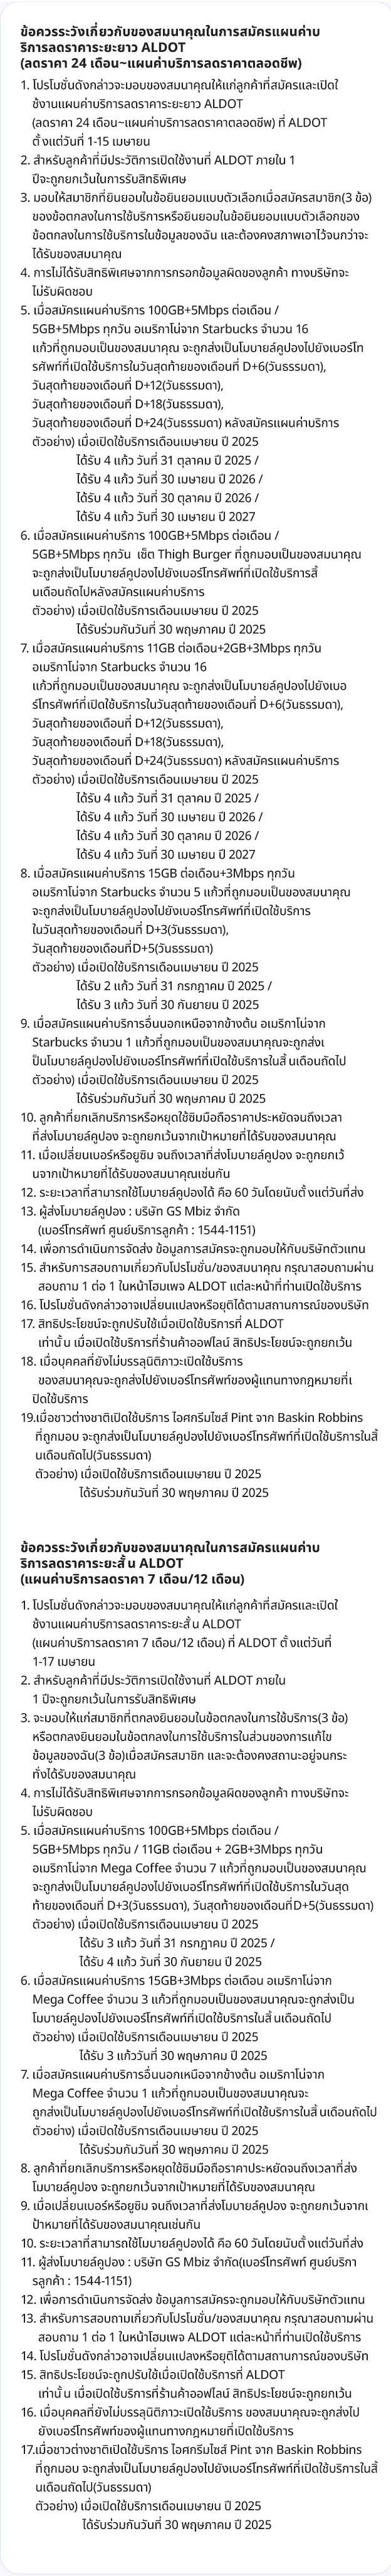 ข้อควรระวังเกี่ยวกับของสมนาคุณในการสมัครแผนค่าบ
ริการลดราคาระยะยาว ALDOT
(ลดราคา 24 เดือน~แผนค่าบริการลดราคาตลอดชีพ)
1. โปรโมชั่นดังกล่าวจะมอบของสมนาคุณให้แก่ลูกค้าที่สมัครและเปิดใ
ช้งานแผนค่าบริการลดราคาระยะยาว ALDOT
(ลดราคา 24 เดือน~แผนค่าบริการลดราคาตลอดชีพ) ที่ ALDOT
ตั้งแต่วันที่ 1-15 เมษายน
2. สำหรับลูกค้าที่มีประวัติการเปิดใช้งานที่ ALDOT ภายใน 1
ปีจะถูกยกเว้นในการรับสิทธิพิเศษ
3. มอบให้สมาชิกที่ยินยอมในข้อยินยอมแบบตัวเลือกเมื่อสมัครสมาชิก(3 ข้อ)
ของข้อตกลงในการใช้บริการหรือยินยอมในข้อยินยอมแบบตัวเลือกของ
ข้อตกลงในการใช้บริการในข้อมูลของฉัน และต้องคงสภาพเอาไว้จนกว่าจะ
ได้รับของสมนาคุณ
4. การไม่ได้รับสิทธิพิเศษจากการกรอกข้อมูลผิดของลูกค้า ทางบริษัทจะ
ไม่รับผิดชอบ
5. เมื่อสมัครแผนค่าบริการ 100GB+5Mbps ต่อเดือน /
5GB+5Mbps ทุกวัน อเมริกาโน่จาก Starbucks จำนวน 16
แก้วที่ถูกมอบเป็นของสมนาคุณ จะถูกส่งเป็นโมบายล์คูปองไปยังเบอร์โท
รศัพท์ที่เปิดใช้บริการในวันสุดท้ายของเดือนที่ D+6(วันธรรมดา),
วันสุดท้ายของเดือนที่ D+12(วันธรรมดา),
วันสุดท้ายของเดือนที่ D+18(วันธรรมดา),
วันสุดท้ายของเดือนที่ D+24(วันธรรมดา) หลังสมัครแผนค่าบริการ
ตัวอย่าง) เมื่อเปิดใช้บริการเดือนเมษายน ปี 2025
ได้รับ 4 แก้ว วันที่ 31 ตุลาคม ปี 2025 /
ได้รับ 4 แก้ว วันที่ 30 เมษายน ปี 2026 /
ได้รับ 4 แก้ว วันที่ 30 ตุลาคม ปี 2026 /
ได้รับ 4 แก้ว วันที่ 30 เมษายน ปี 2027
6. เมื่อสมัครแผนค่าบริการ 100GB+5Mbps ต่อเดือน /
5GB+5Mbps ทุกวัน เซ็ต Thigh Burger ที่ถูกมอบเป็นของสมนาคุณ
จะถูกส่งเป็นโมบายล์คูปองไปยังเบอร์โทรศัพท์ที่เปิดใช้บริการสิ้
นเดือนถัดไปหลังสมัครแผนค่าบริการ
ตัวอย่าง) เมื่อเปิดใช้บริการเดือนเมษายน ปี 2025
ได้รับร่วมกันวันที่ 30 พฤษภาคม ปี 2025
7. เมื่อสมัครแผนค่าบริการ 11GB ต่อเดือน+2GB+3Mbps ทุกวัน
อเมริกาโน่จาก Starbucks จำนวน 16
แก้วที่ถูกมอบเป็นของสมนาคุณ จะถูกส่งเป็นโมบายล์คูปองไปยังเบอ
ร์โทรศัพท์ที่เปิดใช้บริการในวันสุดท้ายของเดือนที่ D+6(วันธรรมดา),
วันสุดท้ายของเดือนที่ D+12(วันธรรมดา),
วันสุดท้ายของเดือนที่ D+18(วันธรรมดา),
วันสุดท้ายของเดือนที่ D+24(วันธรรมดา) หลังสมัครแผนค่าบริการ
ตัวอย่าง) เมื่อเปิดใช้บริการเดือนเมษายน ปี 2025
ได้รับ 4 แก้ว วันที่ 31 ตุลาคม ปี 2025 /
ได้รับ 4 แก้ว วันที่ 30 เมษายน ปี 2026 /
ได้รับ 4 แก้ว วันที่ 30 ตุลาคม ปี 2026 /
ได้รับ 4 แก้ว วันที่ 30 เมษายน ปี 2027
8. เมื่อสมัครแผนค่าบริการ 15GB ต่อเดือน+3Mbps ทุกวัน
อเมริกาโน่จาก Starbucks จำนวน 5 แก้วที่ถูกมอบเป็นของสมนาคุณ
จะถูกส่งเป็นโมบายล์คูปองไปยังเบอร์โทรศัพท์ที่เปิดใช้บริการ
ในวันสุดท้ายของเดือนที่ D+3(วันธรรมดา),
วันสุดท้ายของเดือนที่D+5(วันธรรมดา)
ตัวอย่าง) เมื่อเปิดใช้บริการเดือนเมษายน ปี 2025
ได้รับ 2 แก้ว วันที่ 31 กรกฎาคม ปี 2025 /
ได้รับ 3 แก้ว วันที่ 30 กันยายน ปี 2025
9. เมื่อสมัครแผนค่าบริการอื่นนอกเหนือจากข้างต้น อเมริกาโน่จาก
Starbucks จำนวน 1 แก้วที่ถูกมอบเป็นของสมนาคุณจะถูกส่งเ
ป็นโมบายล์คูปองไปยังเบอร์โทรศัพท์ที่เปิดใช้บริการในสิ้นเดือนถัดไป
ตัวอย่าง) เมื่อเปิดใช้บริการเดือนเมษายน ปี 2025
ได้รับร่วมกันวันที่ 30 พฤษภาคม ปี 2025
10. ลูกค้าที่ยกเลิกบริการหรือหยุดใช้ซิมมือถือราคาประหยัดจนถึงเวลา
ที่ส่งโมบายล์คูปอง จะถูกยกเว้นจากเป้าหมายที่ได้รับของสมนาคุณ
11. เมื่อเปลี่ยนเบอร์หรือยูซิม จนถึงเวลาที่ส่งโมบายล์คูปอง จะถูกยกเว้
นจากเป้าหมายที่ได้รับของสมนาคุณเช่นกัน
12. ระยะเวลาที่สามารถใช้โมบายล์คูปองได้ คือ 60 วันโดยนับตั้งแต่วันที่ส่ง
13. ผู้ส่งโมบายล์คูปอง : บริษัท GS Mbiz จำกัด
(เบอร์โทรศัพท์ ศูนย์บริการลูกค้า : 1544-1151)
14. เพื่อการดำเนินการจัดส่ง ข้อมูลการสมัครจะถูกมอบให้กับบริษัทตัวแทน
15. สำหรับการสอบถามเกี่ยวกับโปรโมชั่น/ของสมนาคุณ กรุณาสอบถามผ่าน
สอบถาม 1 ต่อ 1 ในหน้าโฮมเพจ ALDOT แต่ละหน้าที่ท่านเปิดใช้บริการ
16. โปรโมชั่นดังกล่าวอาจเปลี่ยนแปลงหรือยุติได้ตามสถานการณ์ของบริษัท
17. สิทธิประโยชน์จะถูกปรับใช้เมื่อเปิดใช้บริการที่ ALDOT
เท่านั้น เมื่อเปิดใช้บริการที่ร้านค้าออฟไลน์ สิทธิประโยชน์จะถูกยกเว้น
18. เมื่อบุคคลที่ยังไม่บรรลุนิติภาวะเปิดใช้บริการ
ของสมนาคุณจะถูกส่งไปยังเบอร์โทรศัพท์ของผู้แทนทางกฎหมายที่เ
ปิดใช้บริการ
19.เมื่อชาวต่างชาติเปิดใช้บริการ ไอศกรีมไซส์ Pint จาก Baskin Robbins
ที่ถูกมอบ จะถูกส่งเป็นโมบายล์คูปองไปยังเบอร์โทรศัพท์ที่เปิดใช้บริการในสิ้
นเดือนถัดไป(วันธรรมดา)
ตัวอย่าง) เมื่อเปิดใช้บริการเดือนเมษายน ปี 2025
ได้รับร่วมกันวันที่ 30 พฤษภาคม ปี 2025
ข้อควรระวังเกี่ยวกับของสมนาคุณในการสมัครแผนค่าบ
ริการลดราคาระยะสั้น ALDOT
(แผนค่าบริการลดราคา 7 เดือน/12 เดือน)
1. โปรโมชั่นดังกล่าวจะมอบของสมนาคุณให้แก่ลูกค้าที่สมัครและเปิดใ
ช้งานแผนค่าบริการลดราคาระยะสั้น ALDOT
(แผนค่าบริการลดราคา 7 เดือน/12 เดือน) ที่ ALDOT ตั้งแต่วันที่
1-17 เมษายน
2. สำหรับลูกค้าที่มีประวัติการเปิดใช้งานที่ ALDOT ภายใน
1 ปีจะถูกยกเว้นในการรับสิทธิพิเศษ
3. จะมอบให้แก่สมาชิกที่ตกลงยินยอมในข้อตกลงในการใช้บริการ(3 ข้อ)
หรือตกลงยินยอมในข้อตกลงในการใช้บริการในส่วนของการแก้ไข
ข้อมูลของฉัน(3 ข้อ)เมื่อสมัครสมาชิก และจะต้องคงสถานะอยู่จนกระ
ทั่งได้รับของสมนาคุณ
4. การไม่ได้รับสิทธิพิเศษจากการกรอกข้อมูลผิดของลูกค้า ทางบริษัทจะ
ไม่รับผิดชอบ
5. เมื่อสมัครแผนค่าบริการ 100GB+5Mbps ต่อเดือน /
5GB+5Mbps ทุกวัน / 11GB ต่อเดือน + 2GB+3Mbps ทุกวัน
อเมริกาโน่จาก Mega Coffee จำนวน 7 แก้วที่ถูกมอบเป็นของสมนาคุณ
จะถูกส่งเป็นโมบายล์คูปองไปยังเบอร์โทรศัพท์ที่เปิดใช้บริการในวันสุด
ท้ายของเดือนที่ D+3(วันธรรมดา), วันสุดท้ายของเดือนที่D+5(วันธรรมดา)
ตัวอย่าง) เมื่อเปิดใช้บริการเดือนเมษายน ปี 2025
ได้รับ 3 แก้ว วันที่ 31 กรกฎาคม ปี 2025 /
ได้รับ 4 แก้ว วันที่ 30 กันยายน ปี 2025
6. เมื่อสมัครแผนค่าบริการ 15GB+3Mbps ต่อเดือน อเมริกาโน่จาก
Mega Coffee จำนวน 3 แก้วที่ถูกมอบเป็นของสมนาคุณจะถูกส่งเป็น
โมบายล์คูปองไปยังเบอร์โทรศัพท์ที่เปิดใช้บริการในสิ้นเดือนถัดไป
ตัวอย่าง) เมื่อเปิดใช้บริการเดือนเมษายน ปี 2025
ได้รับ 3 แก้ววันที่ 30 พฤษภาคม ปี 2025
7. เมื่อสมัครแผนค่าบริการอื่นนอกเหนือจากข้างต้น อเมริกาโน่จาก
Mega Coffee จำนวน 1 แก้วที่ถูกมอบเป็นของสมนาคุณจะ
ถูกส่งเป็นโมบายล์คูปองไปยังเบอร์โทรศัพท์ที่เปิดใช้บริการในสิ้นเดือนถัดไป
ตัวอย่าง) เมื่อเปิดใช้บริการเดือนเมษายน ปี 2025
ได้รับร่วมกันวันที่ 30 พฤษภาคม ปี 2025
8. ลูกค้าที่ยกเลิกบริการหรือหยุดใช้ซิมมือถือราคาประหยัดจนถึงเวลาที่ส่ง
โมบายล์คูปอง จะถูกยกเว้นจากเป้าหมายที่ได้รับของสมนาคุณ
9. เมื่อเปลี่ยนเบอร์หรือยูซิม จนถึงเวลาที่ส่งโมบายล์คูปอง จะถูกยกเว้นจากเ
ป้าหมายที่ได้รับของสมนาคุณเช่นกัน
10. ระยะเวลาที่สามารถใช้โมบายล์คูปองได้ คือ 60 วันโดยนับตั้งแต่วันที่ส่ง
11. ผู้ส่งโมบายล์คูปอง : บริษัท GS Mbiz จำกัด(เบอร์โทรศัพท์ ศูนย์บริกา
รลูกค้า : 1544-1151)
12. เพื่อการดำเนินการจัดส่ง ข้อมูลการสมัครจะถูกมอบให้กับบริษัทตัวแทน
13. สำหรับการสอบถามเกี่ยวกับโปรโมชั่น/ของสมนาคุณ กรุณาสอบถามผ่าน
สอบถาม 1 ต่อ 1 ในหน้าโฮมเพจ ALDOT แต่ละหน้าที่ท่านเปิดใช้บริการ
14. โปรโมชั่นดังกล่าวอาจเปลี่ยนแปลงหรือยุติได้ตามสถานการณ์ของบริษัท
15. สิทธิประโยชน์จะถูกปรับใช้เมื่อเปิดใช้บริการที่ ALDOT
เท่านั้น เมื่อเปิดใช้บริการที่ร้านค้าออฟไลน์ สิทธิประโยชน์จะถูกยกเว้น
16. เมื่อบุคคลที่ยังไม่บรรลุนิติภาวะเปิดใช้บริการ ของสมนาคุณจะถูกส่งไป
ยังเบอร์โทรศัพท์ของผู้แทนทางกฎหมายที่เปิดใช้บริการ
17.เมื่อชาวต่างชาติเปิดใช้บริการ ไอศกรีมไซส์ Pint จาก Baskin Robbins
ที่ถูกมอบ จะถูกส่งเป็นโมบายล์คูปองไปยังเบอร์โทรศัพท์ที่เปิดใช้บริการในสิ้
นเดือนถัดไป(วันธรรมดา)
ตัวอย่าง) เมื่อเปิดใช้บริการเดือนเมษายน ปี 2025
ได้รับร่วมกันวันที่ 30 พฤษภาคม ปี 2025